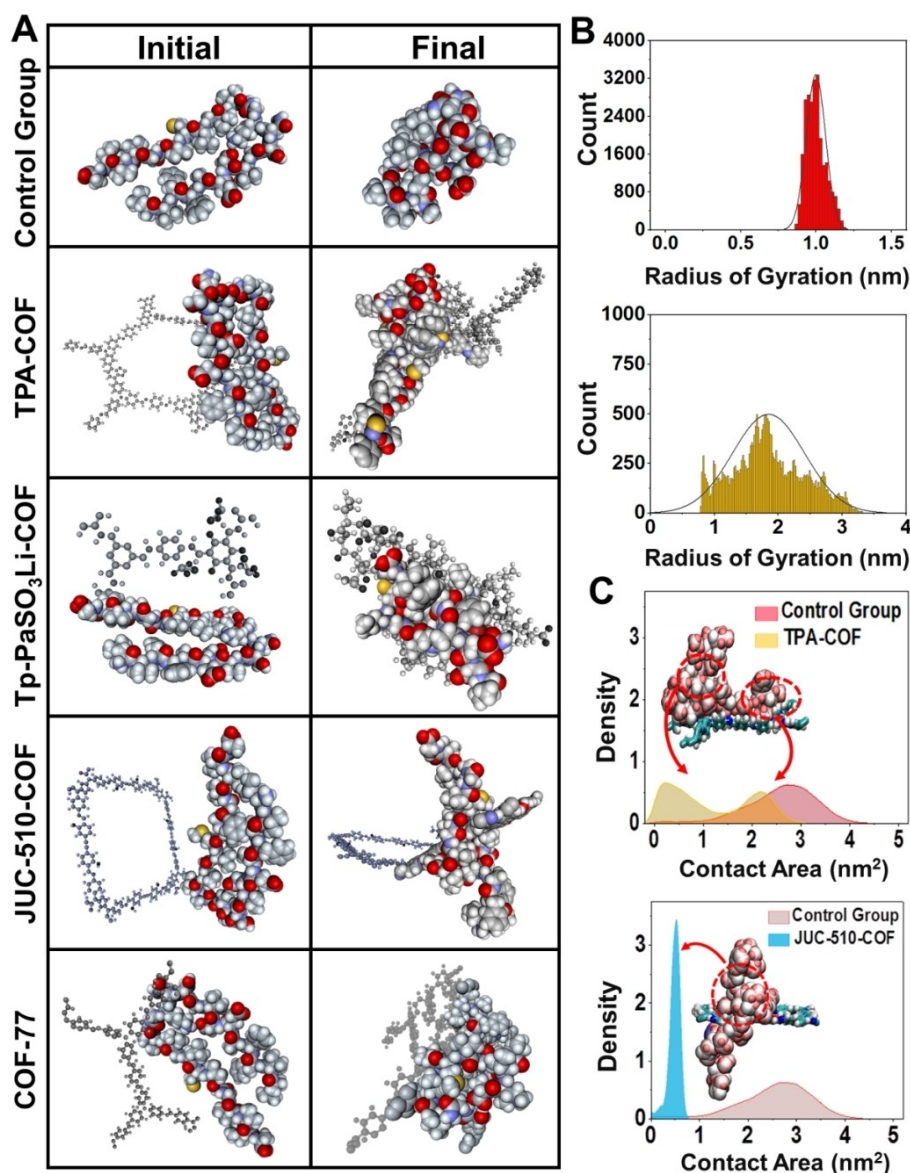 A
Initial
Final
Control Group
TPA-COF
Tp-PaSO₃Li-COF
JUC-510-COF
COF-77
B
4000
3200
2400
1600
800
0
Count
0.0 0.5 1.0 1.5
Radius of Gyration (nm)
1000
750
500
250
0
Count
0 1 2 3 4
Radius of Gyration (nm)
C
Control Group
TPA-COF
3
2
1
0
Density
0 1 2 3 4 5
Contact Area (nm²)
Control Group
JUC-510-COF
3
2
1
0
Density
0 1 2 3 4 5
Contact Area (nm²)